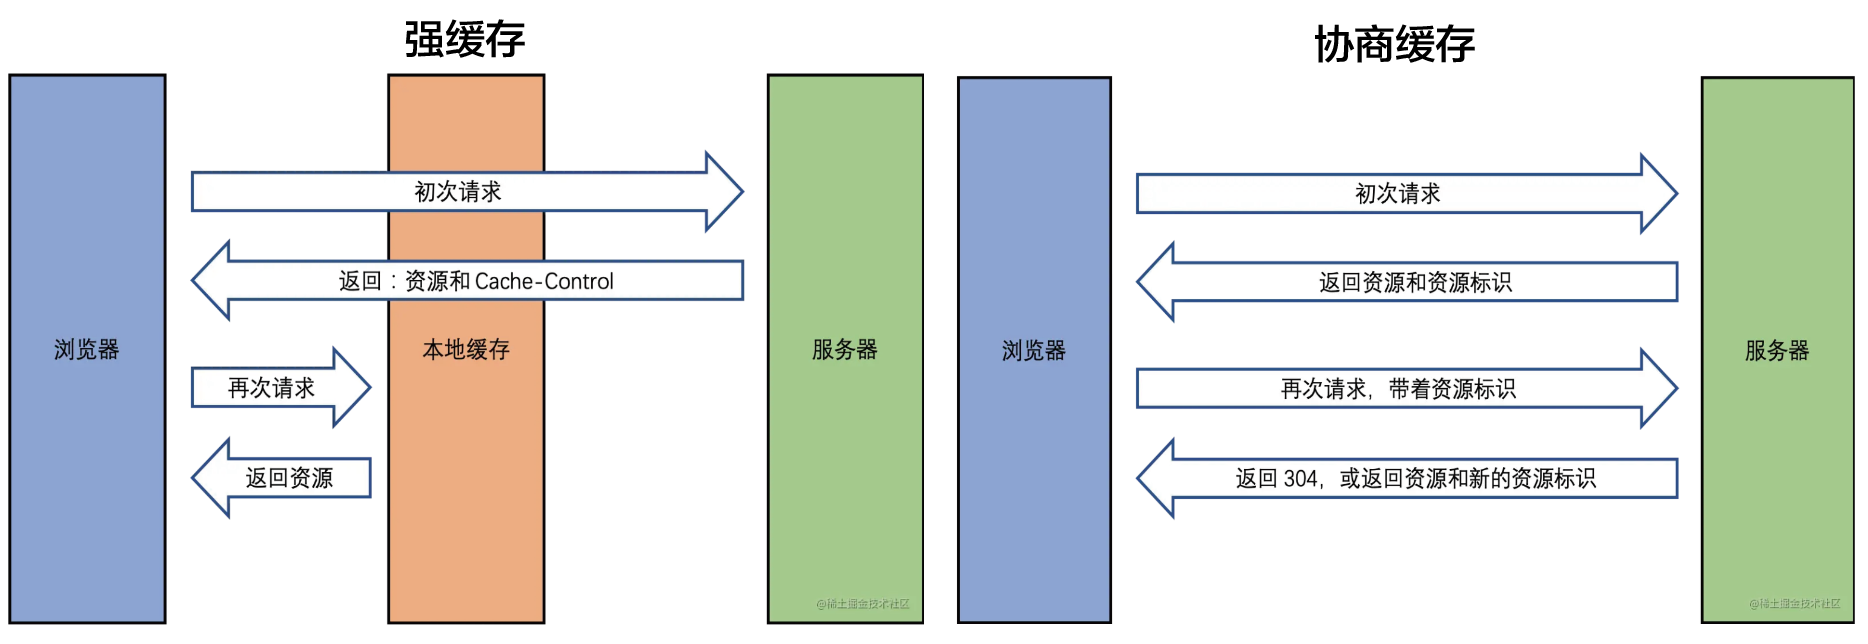 强缓存
初次请求
返回：资源和 Cache-Control
浏览器
本地缓存
服务器
再次请求
返回资源
@稀土掘金技术社区
协商缓存
初次请求
返回资源和资源标识
浏览器
服务器
再次请求，带着资源标识
返回 304，或返回资源和新的资源标识
@稀土掘金技术社区